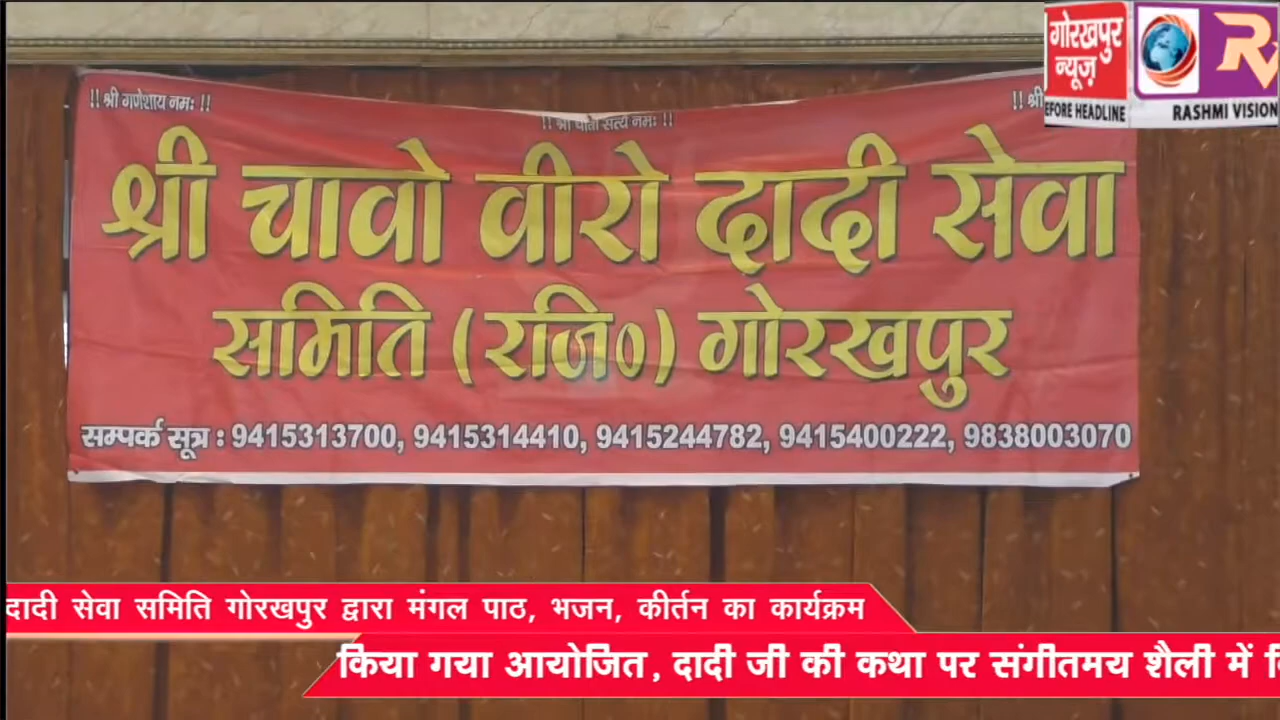 गोरखपुर
न्यूज़
EFORE HEADLINE
RASHMI VISION
!! श्री गणेशाय नमः !!
!! श्री
श्री चावो वीरो दादी सेवा
समिति (रजि०) गोरखपुर
सम्पर्क सूत्र : 9415313700, 9415314410, 9415244782, 9415400222, 9838003070
दादी सेवा समिति गोरखपुर द्वारा मंगल पाठ, भजन, कीर्तन का कार्यक्रम
किया गया आयोजित, दादी जी की कथा पर संगीतमय शैली में